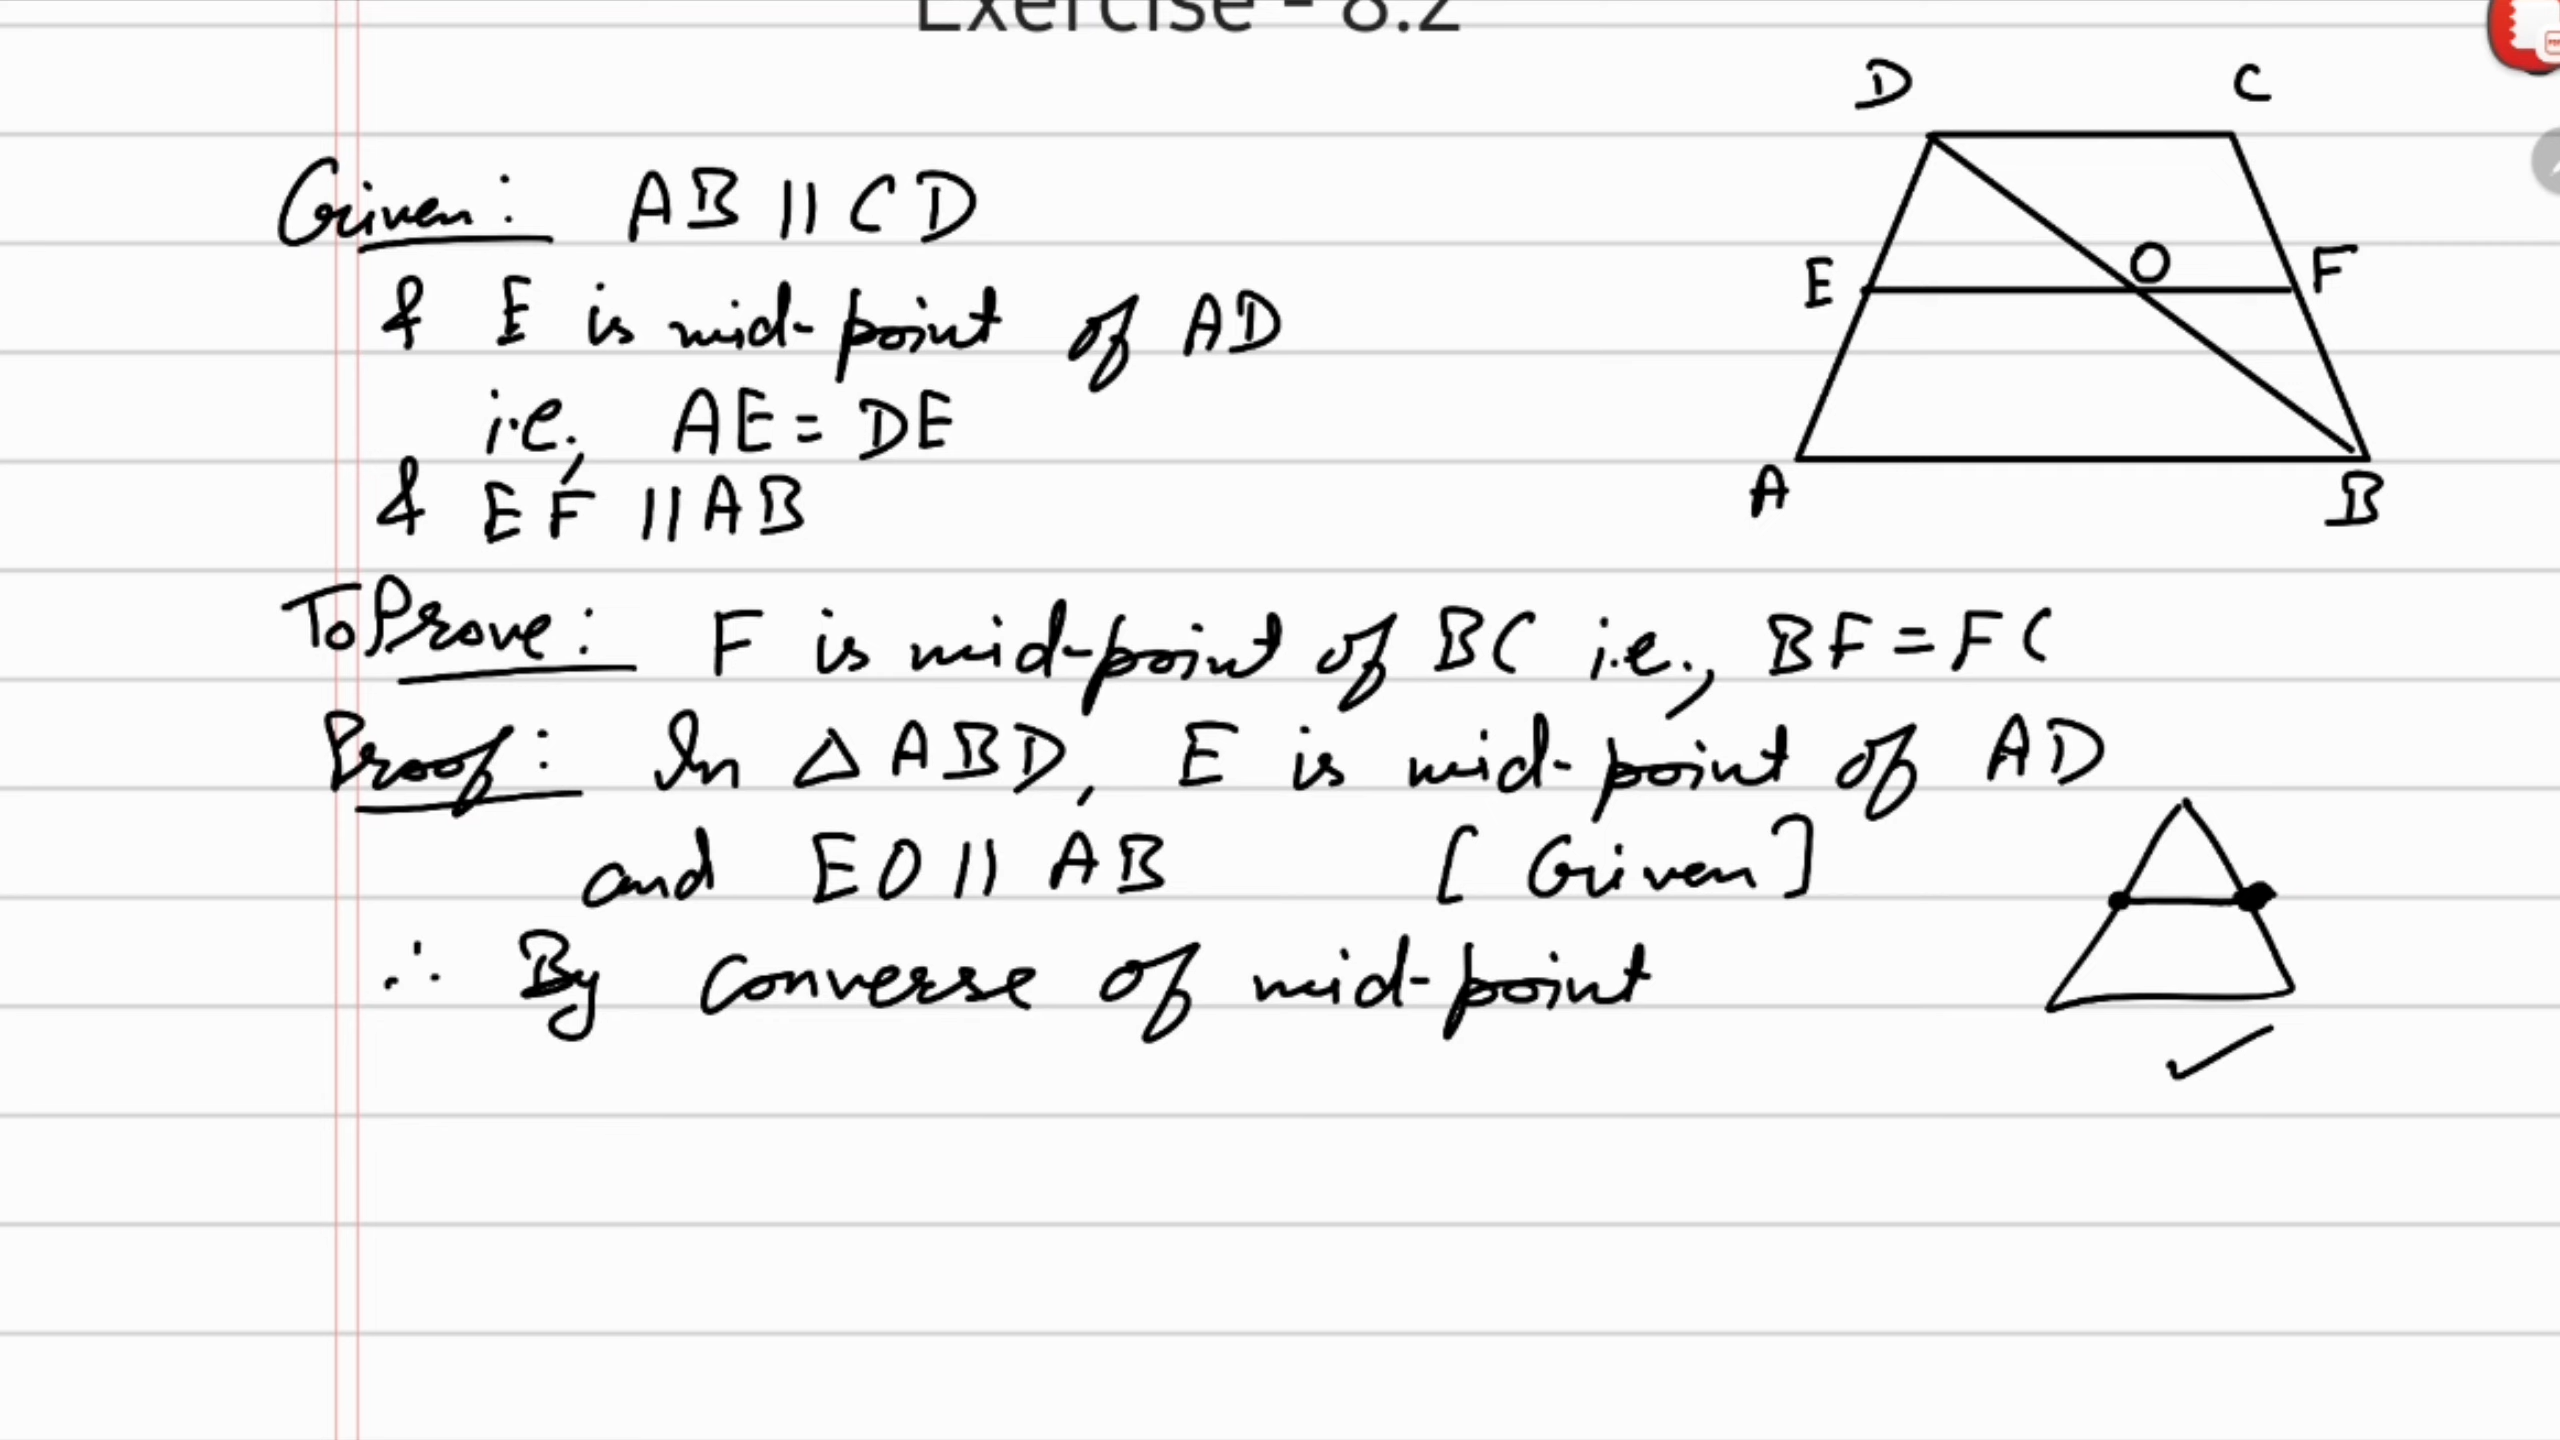 Exercise - 8.2
D C
Given: AB || CD
E O F
& E is mid-point of AD
i.e., AE = DE
A B
& EF || AB
To Prove: F is mid-point of BC i.e., BF = FC
Proof: In △ ABD, E is mid-point of AD
and EO || AB [Given]
∴ By converse of mid-point